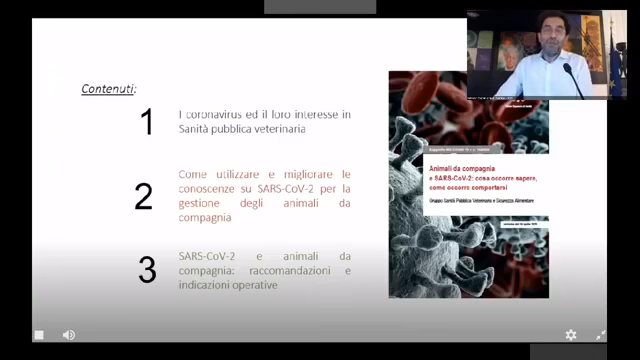 Contenuti:
1
I coronavirus ed il loro interesse in
Sanità pubblica veterinaria
2
Come utilizzare e migliorare le
conoscenze su SARS-CoV-2 per la
gestione degli animali da
compagnia
3
SARS-CoV-2 e animali da
compagnia: raccomandazioni e
indicazioni operative
Animali da compagnia
e SARS-CoV-2: cosa occorre sapere,
come occorre comportarsi
Gruppo Sanità Pubblica Veterinaria e Sicurezza Alimentare